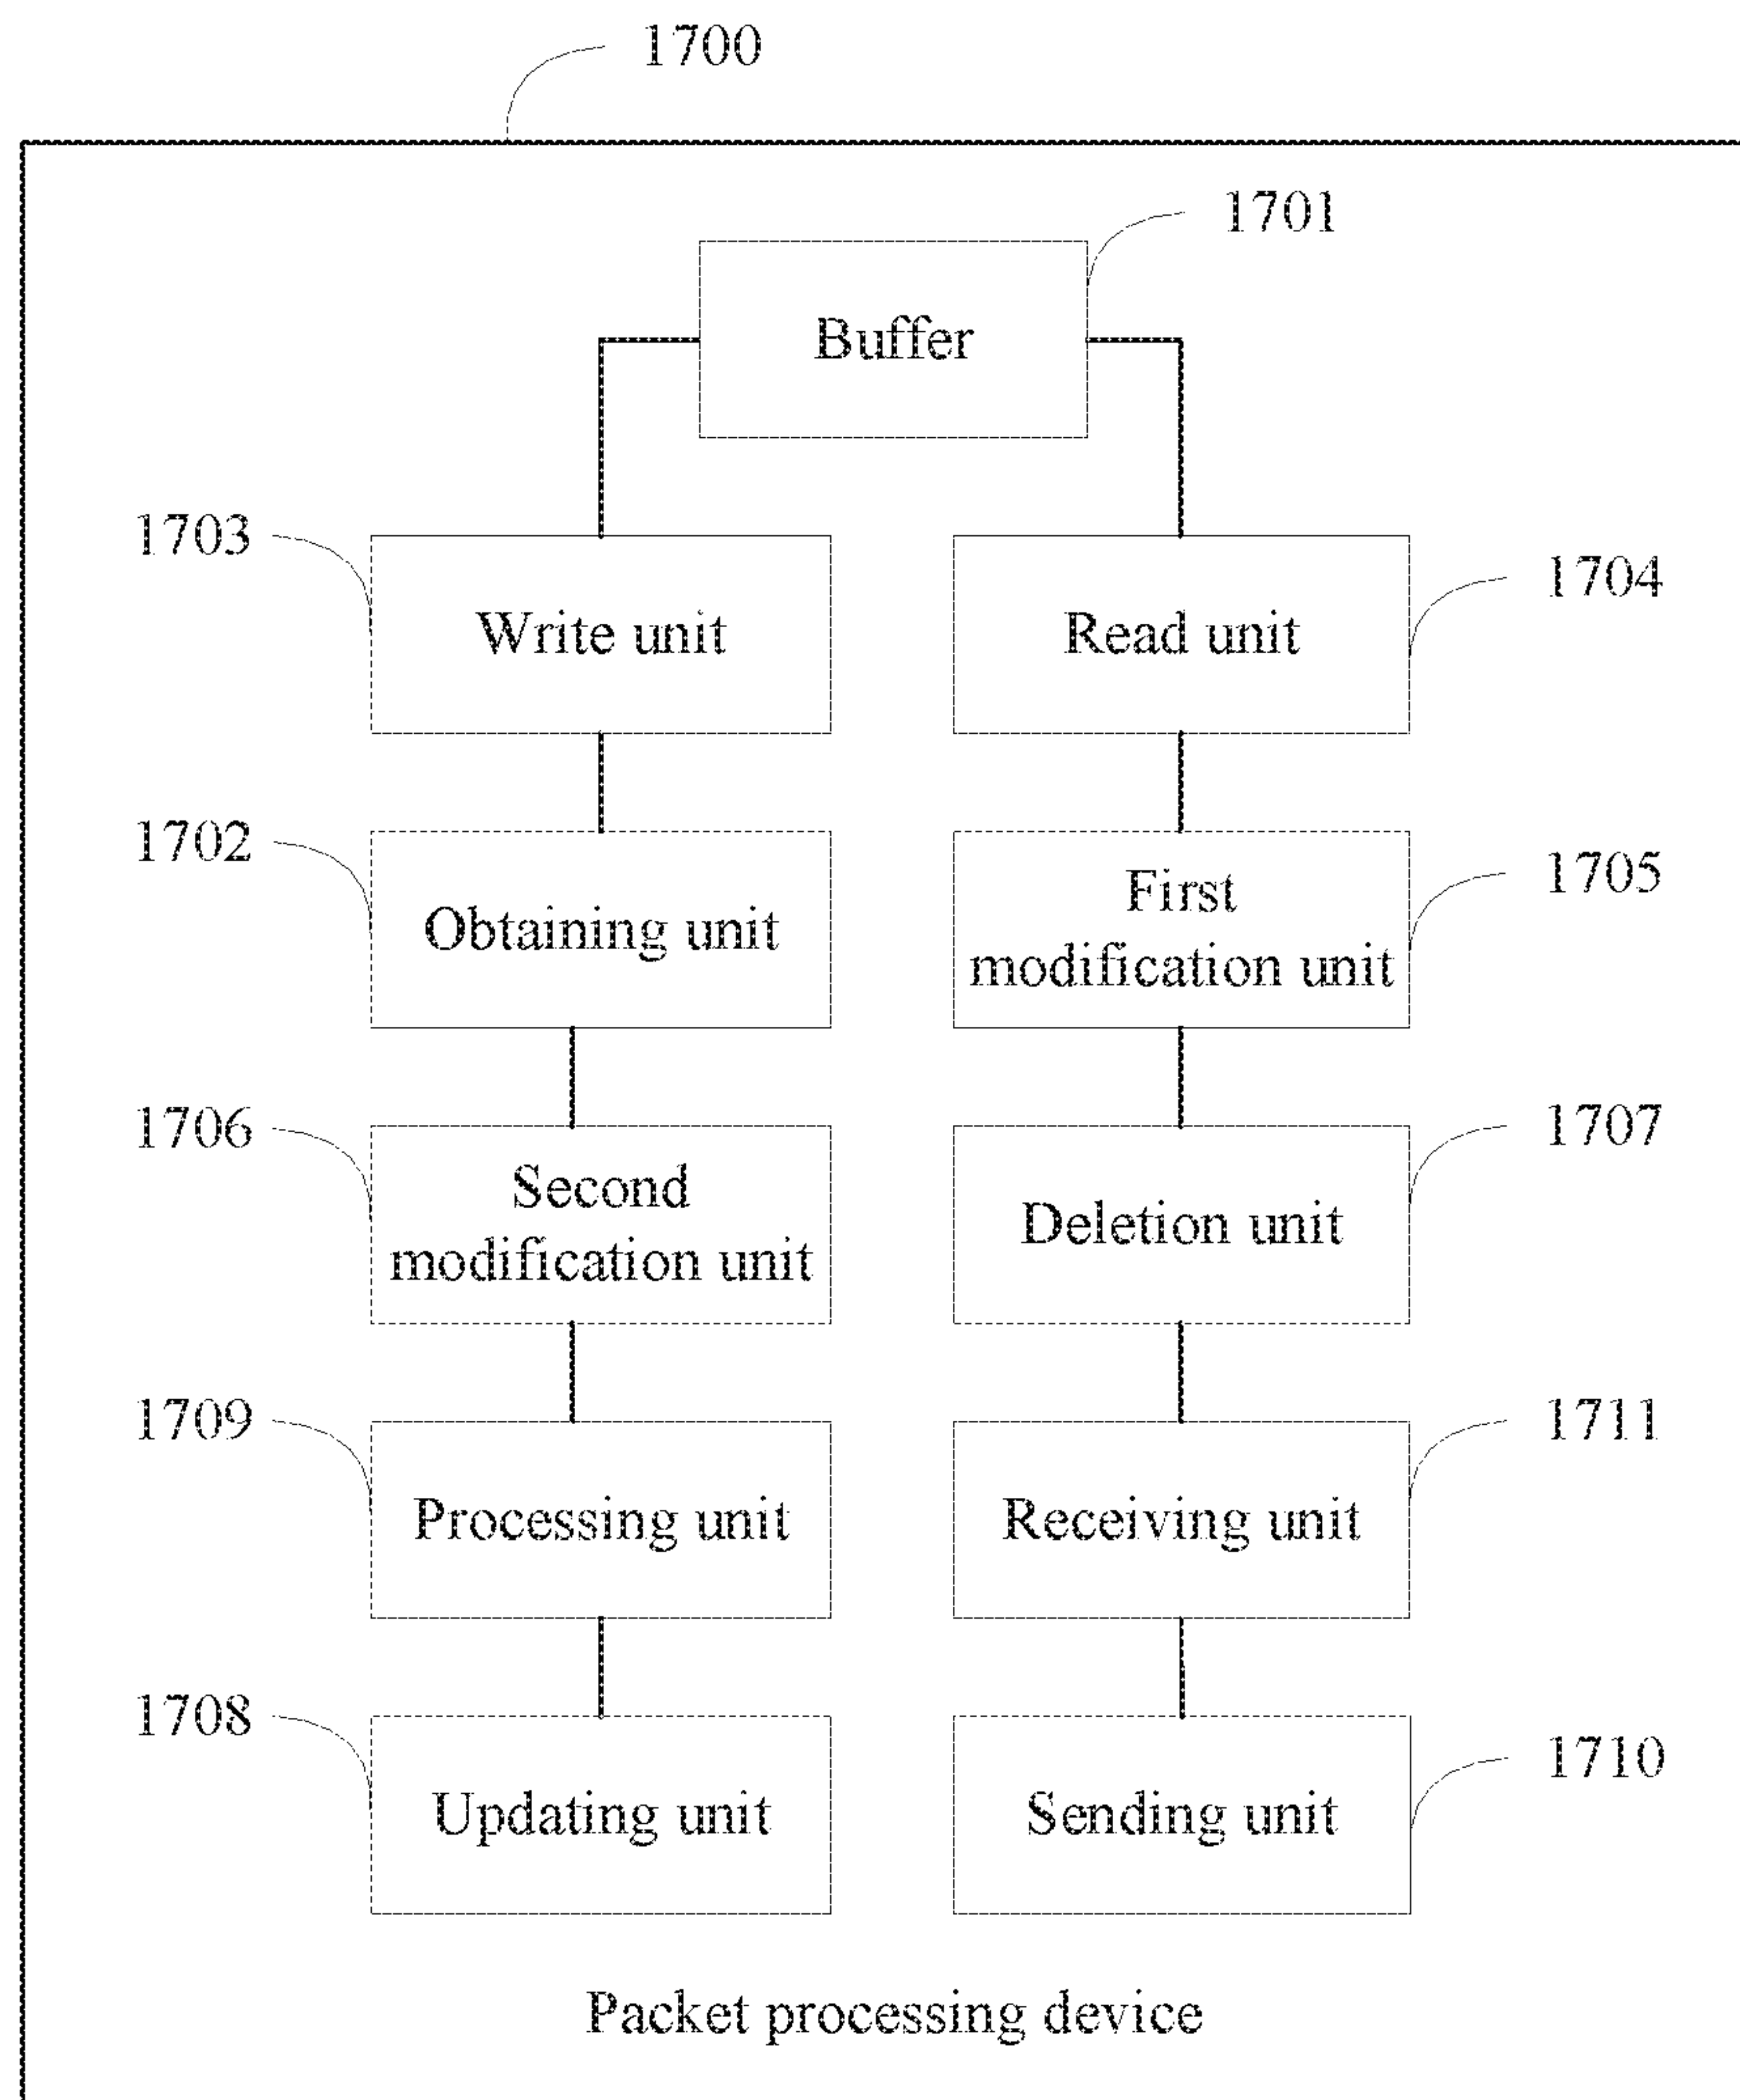 1700
1701
Buffer
1703
Write unit
1704
Read unit
1702
Obtaining unit
1705
First
modification unit
1706
Second
modification unit
1707
Deletion unit
1709
Processing unit
1711
Receiving unit
1708
Updating unit
1710
Sending unit
Packet processing device